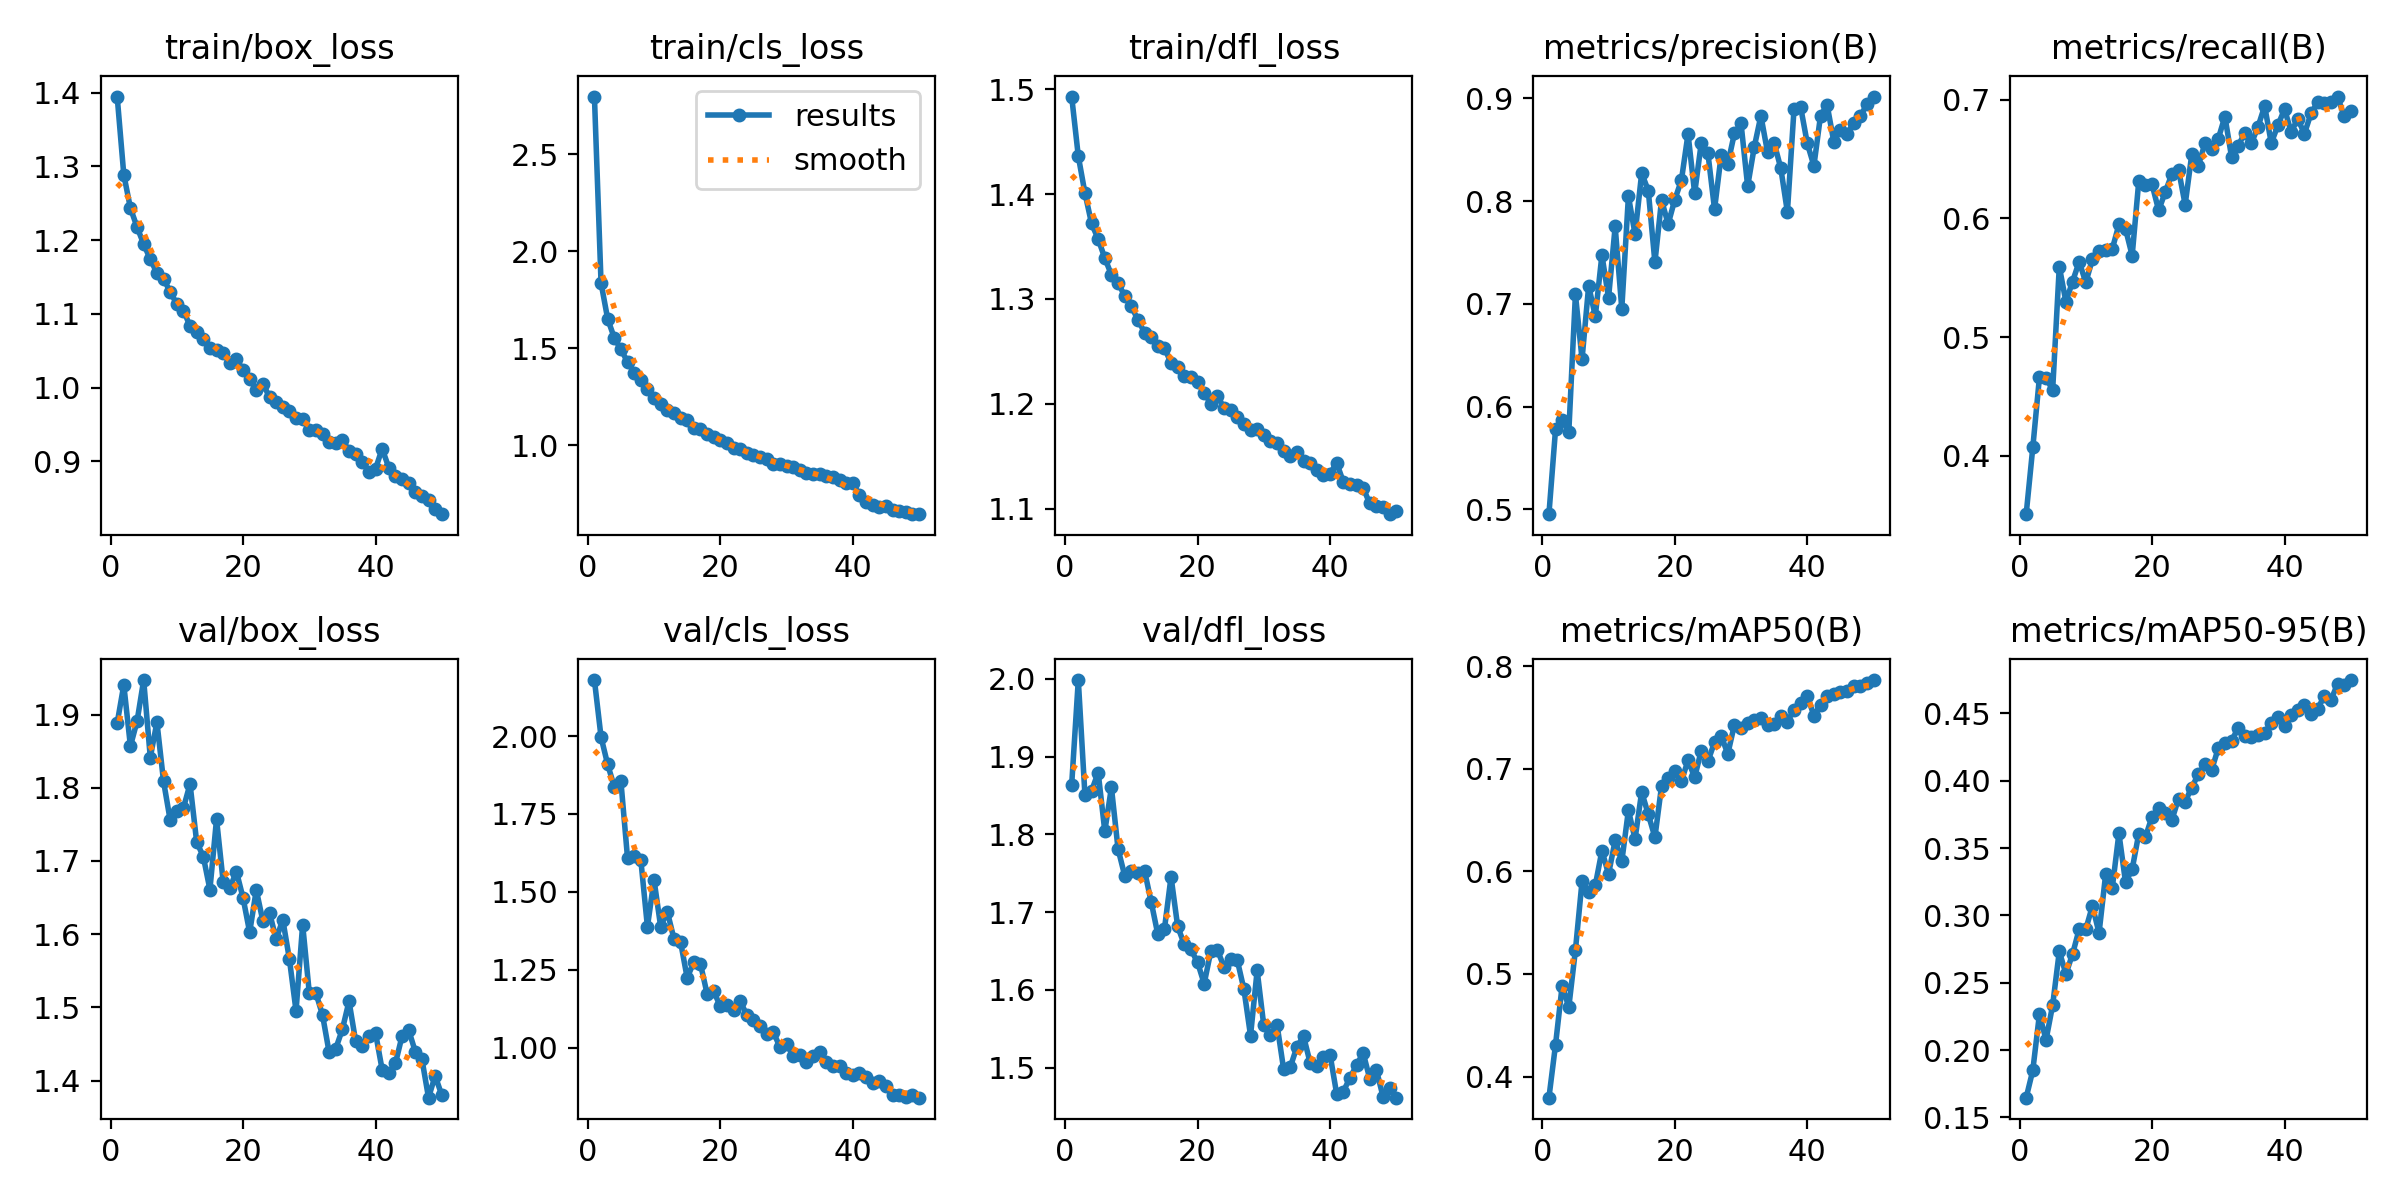 train/box_loss
1.4
1.3
1.2
1.1
1.0
0.9
0 20 40
train/cls_loss
results
smooth
2.5
2.0
1.5
1.0
0 20 40
train/dfl_loss
1.5
1.4
1.3
1.2
1.1
0 20 40
metrics/precision(B)
0.9
0.8
0.7
0.6
0.5
0 20 40
metrics/recall(B)
0.7
0.6
0.5
0.4
0 20 40
val/box_loss
1.9
1.8
1.7
1.6
1.5
1.4
0 20 40
val/cls_loss
2.00
1.75
1.50
1.25
1.00
0 20 40
val/dfl_loss
2.0
1.9
1.8
1.7
1.6
1.5
0 20 40
metrics/mAP50(B)
0.8
0.7
0.6
0.5
0.4
0 20 40
metrics/mAP50-95(B)
0.45
0.40
0.35
0.30
0.25
0.20
0.15
0 20 40